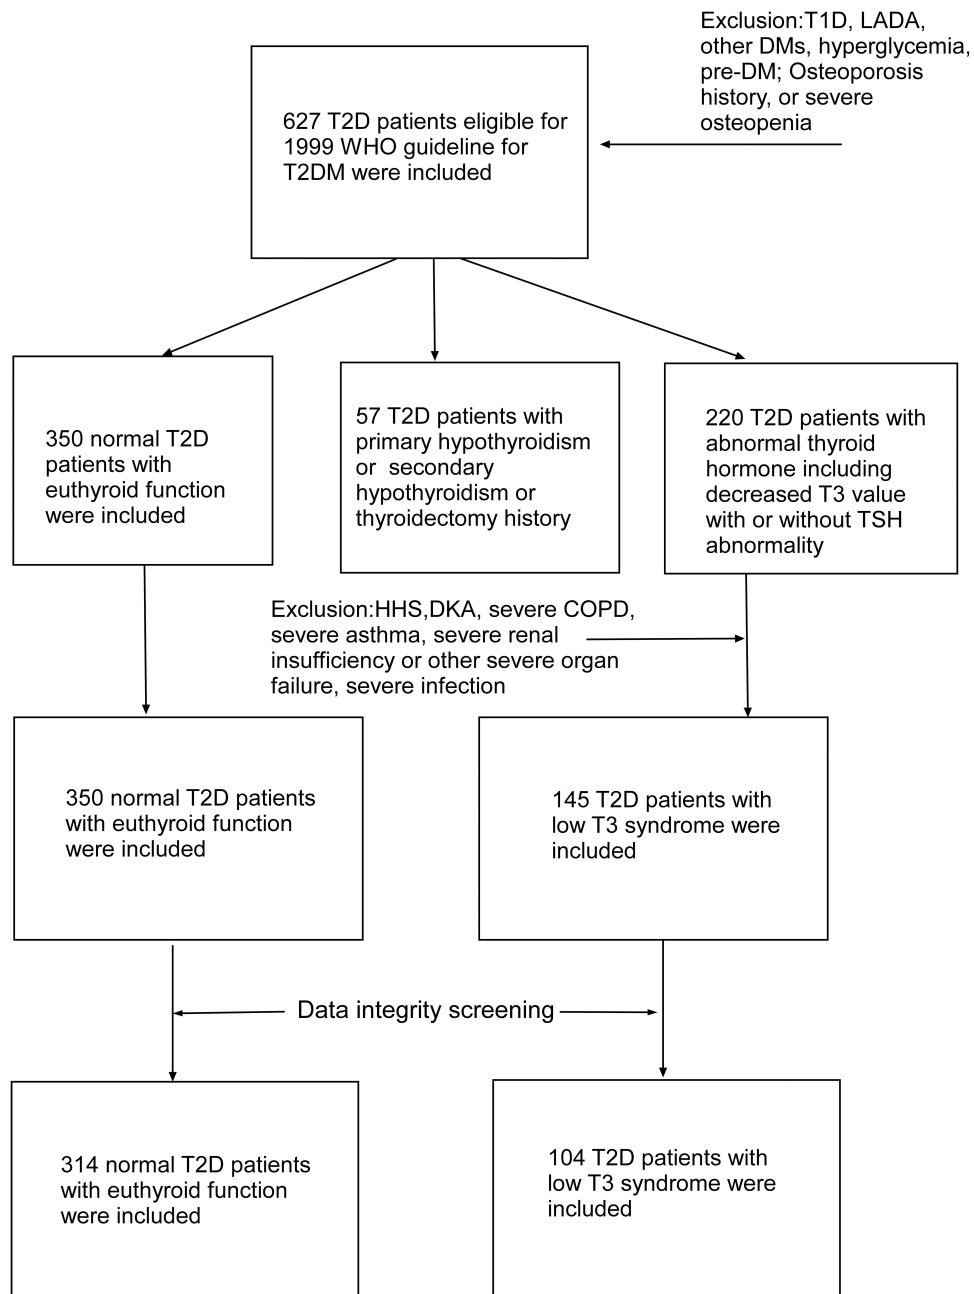 Exclusion:T1D, LADA,
other DMs, hyperglycemia,
pre-DM; Osteoporosis
history, or severe
osteopenia
627 T2D patients eligible for
1999 WHO guideline for
T2DM were included
350 normal T2D
patients with
euthyroid function
were included
57 T2D patients with
primary hypothyroidism
or secondary
hypothyroidism or
thyroidectomy history
220 T2D patients with
abnormal thyroid
hormone including
decreased T3 value
with or without TSH
abnormality
Exclusion:HHS,DKA, severe COPD,
severe asthma, severe renal
insufficiency or other severe organ
failure, severe infection
350 normal T2D patients
with euthyroid function
were included
145 T2D patients with
low T3 syndrome were
included
Data integrity screening
314 normal T2D patients
with euthyroid function
were included
104 T2D patients with
low T3 syndrome were
included